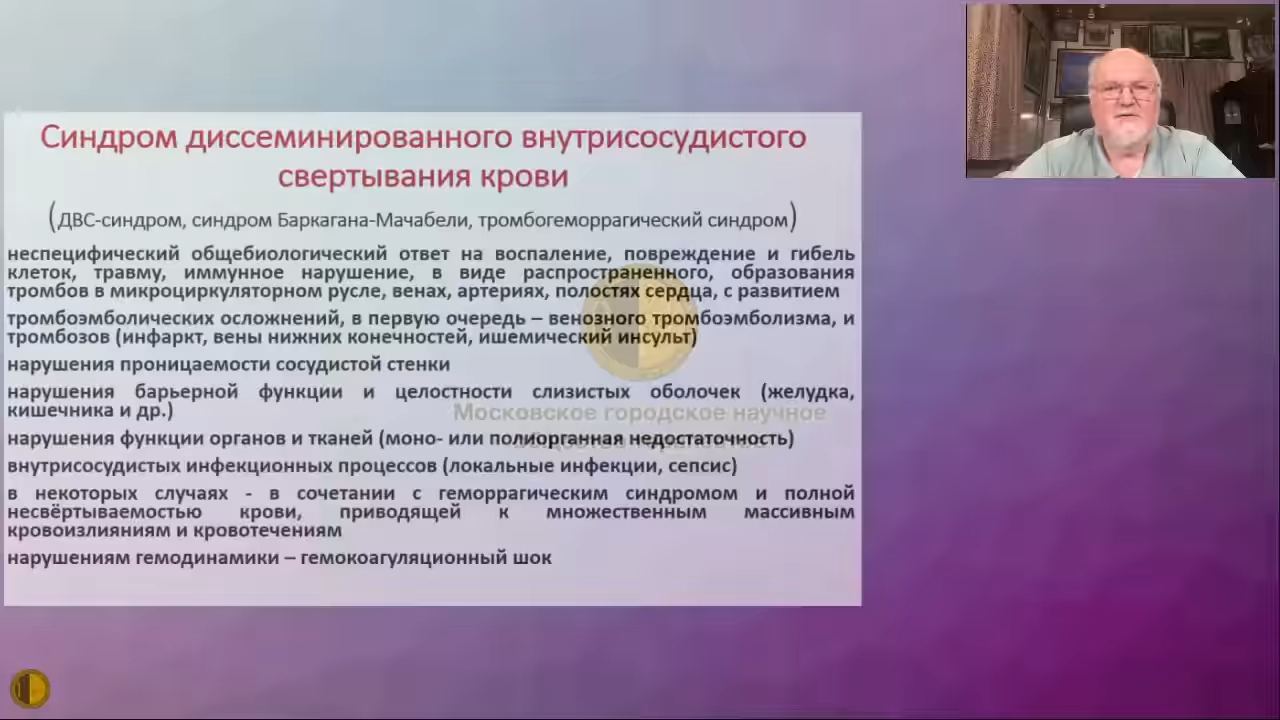 Синдром диссеминированного внутрисосудистого
свертывания крови
(ДВС-синдром, синдром Баркагана-Мачабели, тромбогеморрагический синдром)
неспецифический общебиологический ответ на воспаление, повреждение и гибель
клеток, травму, иммунное нарушение, в виде распространенного, образования
тромбов в микроциркуляторном русле, венах, артериях, полостях сердца, с развитием
тромбоэмболических осложнений, в первую очередь – венозного тромбоэмболизма, и
тромбозов (инфаркт, вены нижних конечностей, ишемический инсульт)
нарушения проницаемости сосудистой стенки
нарушения барьерной функции и целостности слизистых оболочек (желудка,
кишечника и др.)
Московское городское научное
нарушения функции органов и тканей (моно- или полиорганная недостаточность)
внутрисосудистых инфекционных процессов (локальные инфекции, сепсис)
в некоторых случаях - в сочетании с геморрагическим синдромом и полной
несвёртываемостью крови, приводящей к множественным массивным
кровоизлияниям и кровотечениям
нарушениям гемодинамики – гемокоагуляционный шок